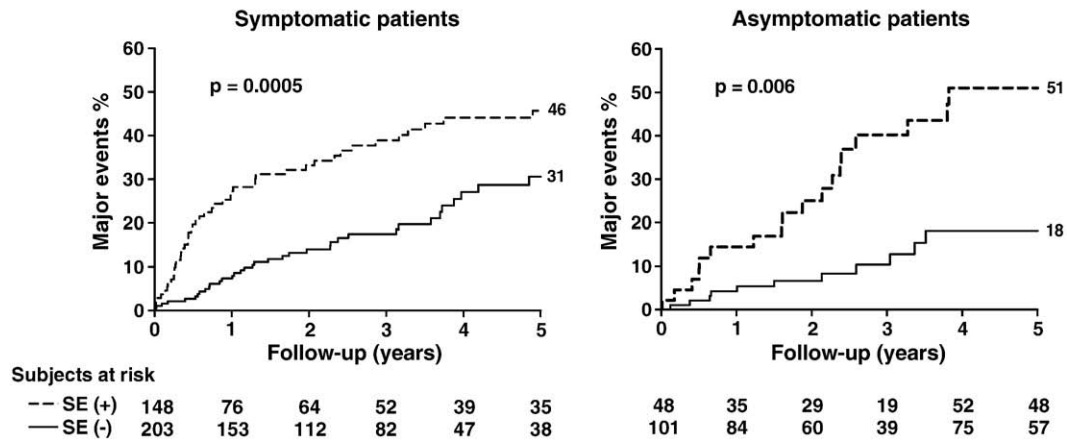 Symptomatic patients
Asymptomatic patients
60
50
40
30
20
10
0
Major events %
p = 0.0005
46
31
0 1 2 3 4 5
Follow-up (years)
60
50
40
30
20
10
0
Major events %
p = 0.006
51
18
0 1 2 3 4 5
Follow-up (years)
Subjects at risk
SE (+) 148 76 64 52 39 35 48 35 29 19 52 48
SE (-) 203 153 112 82 47 38 101 84 60 39 75 57